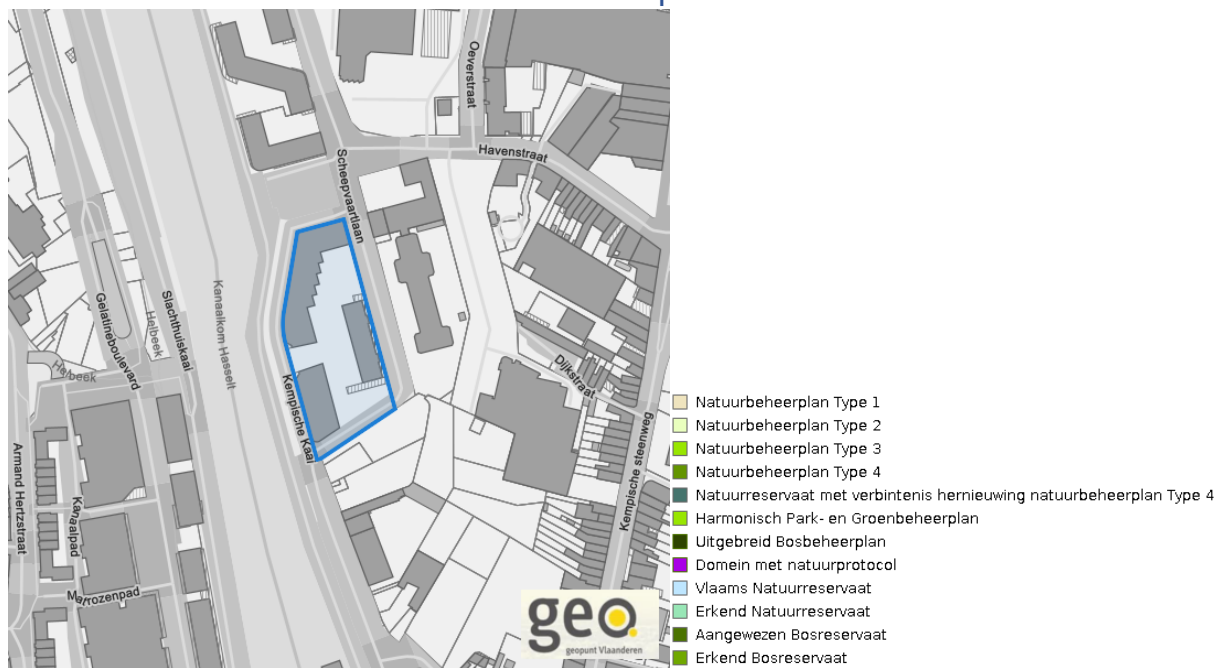 Oeverstraat
Havenstraat
Scheepvaartlaan
Gelatineboulevard
Helbeek
Slachthuiskaai
Kanaalkom Hasselt
Helbeek
Kempische Kaai
Dijkstraat
Kempische steenweg
Armand Hertzstraat
Kanaalpad
Matrozenpad
geo
geopunt Vlaanderen
Natuurbeheerplan Type 1
Natuurbeheerplan Type 2
Natuurbeheerplan Type 3
Natuurbeheerplan Type 4
Natuurreservaat met verbintenis hernieuwing natuurbeheerplan Type 4
Harmonisch Park- en Groenbeheerplan
Uitgebreid Bosbeheerplan
Domein met natuurprotocol
Vlaams Natuurreservaat
Erkend Natuurreservaat
Aangewezen Bosreservaat
Erkend Bosreservaat